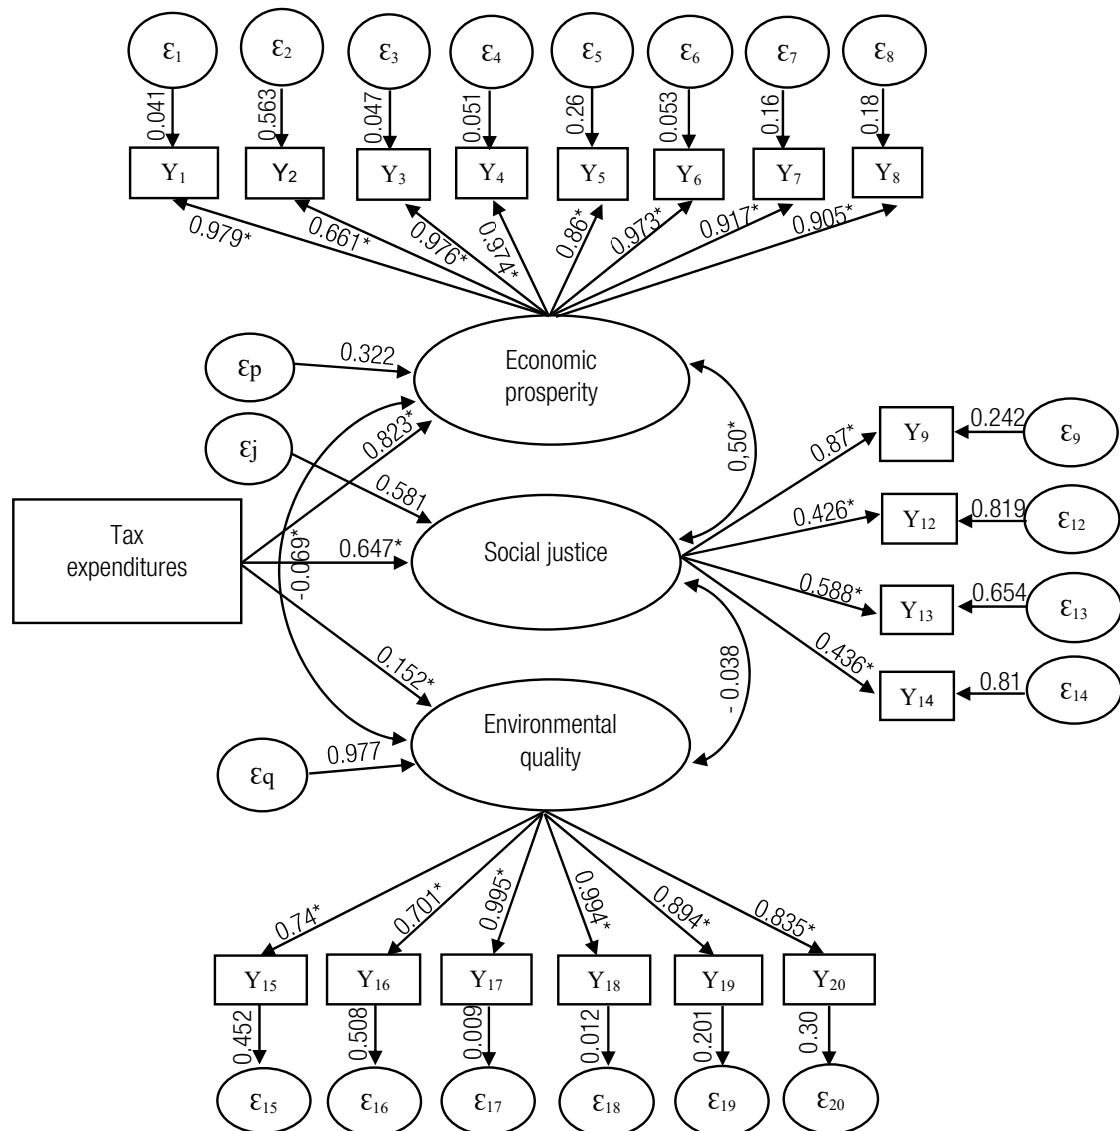 ε1 ε2 ε3 ε4 ε5 ε6 ε7 ε8
0.041 0.563 0.047 0.051 0.26 0.053 0.16 0.18
Y1 Y2 Y3 Y4 Y5 Y6 Y7 Y8
0.979* 0.661* 0.976* 0.974* 0.86* 0.973* 0.917* 0.905*
εp
0.322
Economic
prosperity
εj
0.581
0.823*
0,50*
Tax
expenditures
-0.069*
0.647*
Social justice
0.87*
Y9
0.242
ε9
0.426*
Y12
0.819
ε12
0.588*
Y13
0.654
ε13
0.436*
Y14
0.81
ε14
0.152*
- 0.038
Environmental
quality
εq
0.977
0.74* 0.701* 0.995* 0.994* 0.894* 0.835*
Y15 Y16 Y17 Y18 Y19 Y20
0.452 0.508 0.009 0.012 0.201 0.30
ε15 ε16 ε17 ε18 ε19 ε20